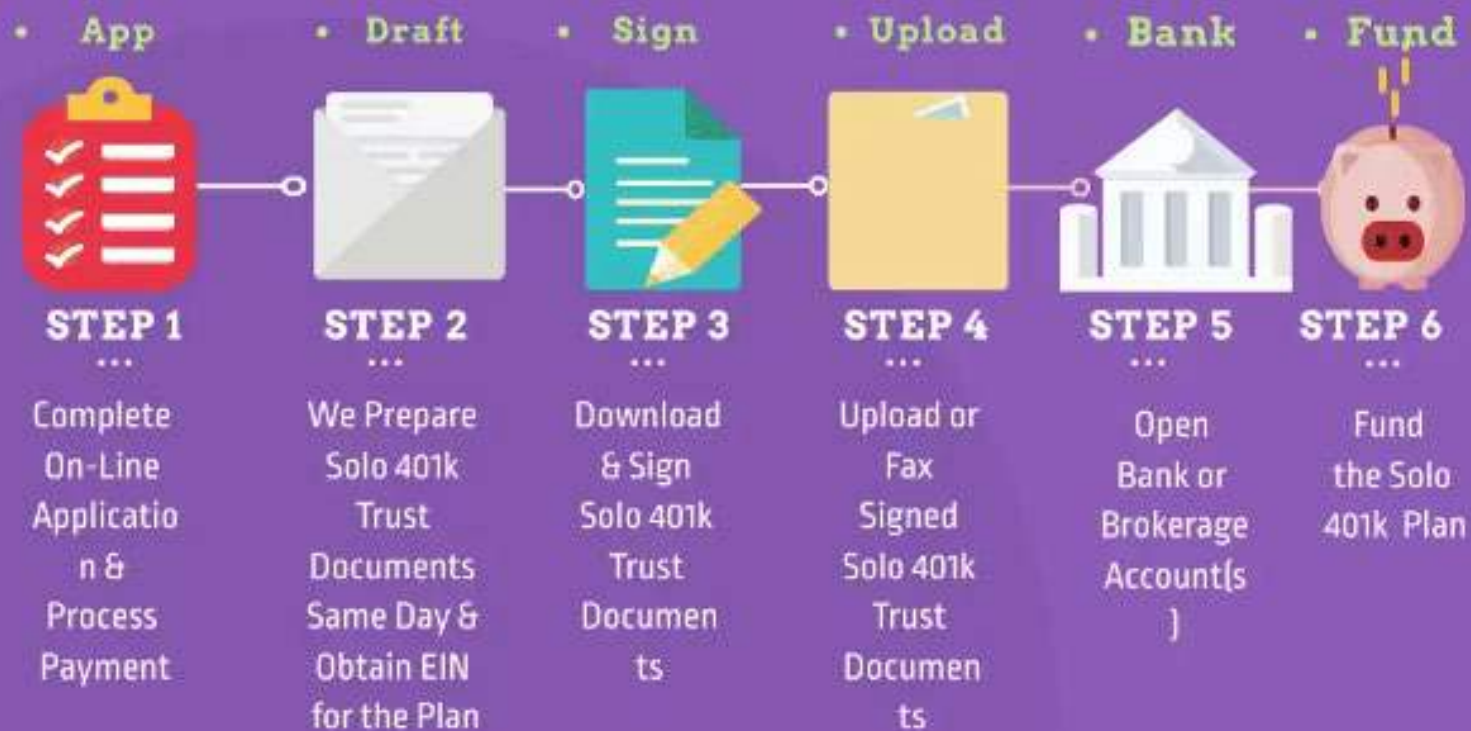 • App
• Draft
• Sign
• Upload
• Bank
• Fund
STEP 1
...
Complete
On-Line
Applicatio
n &
Process
Payment
STEP 2
...
We Prepare
Solo 401k
Trust
Documents
Same Day &
Obtain EIN
for the Plan
STEP 3
...
Download
& Sign
Solo 401k
Trust
Documen
ts
STEP 4
...
Upload or
Fax
Signed
Solo 401k
Trust
Documen
ts
STEP 5
...
Open
Bank or
Brokerage
Account(s
)
STEP 6
...
Fund
the Solo
401k Plan